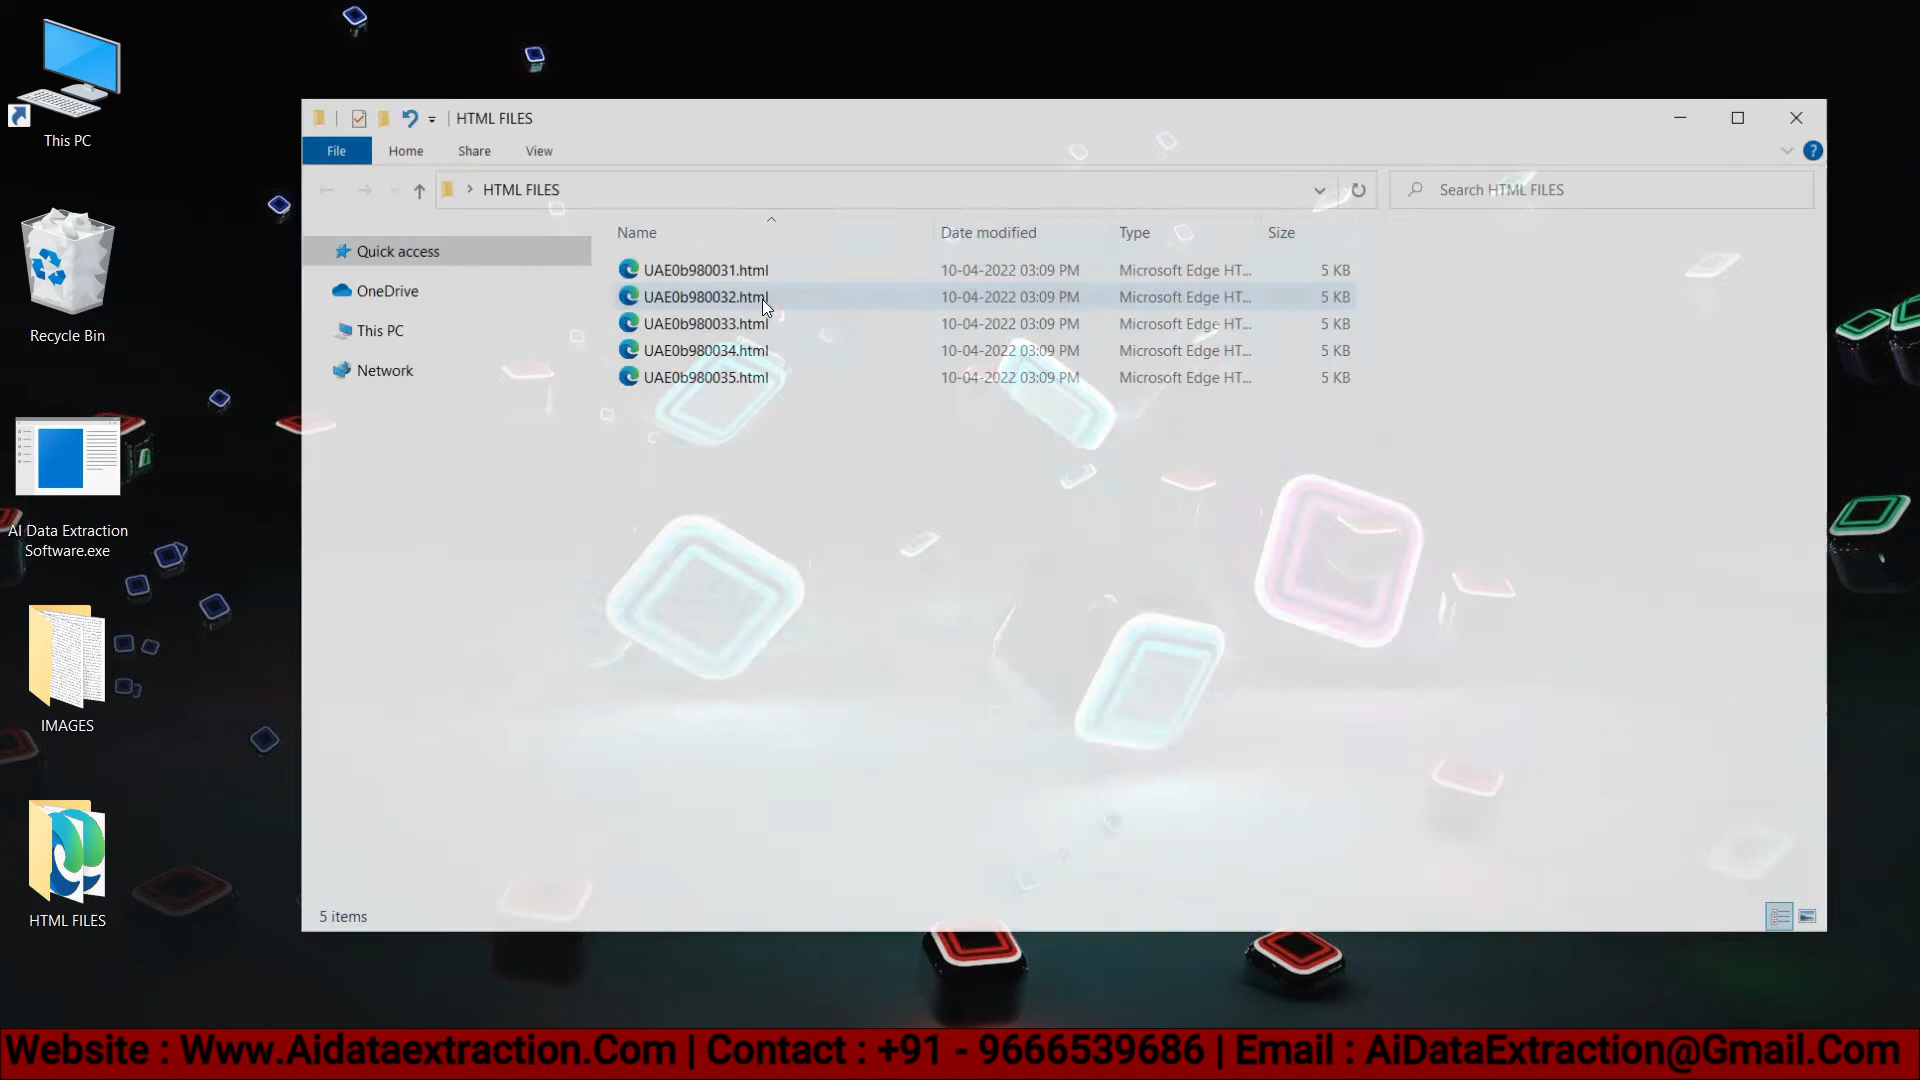 This PC
Recycle Bin
AI Data Extraction
Software.exe
IMAGES
HTML FILES
HTML FILES
File Home Share View
HTML FILES
Search HTML FILES
Quick access
OneDrive
This PC
Network
Name Date modified Type Size
UAE0b980031.html 10-04-2022 03:09 PM Microsoft Edge HT... 5 KB
UAE0b980032.html 10-04-2022 03:09 PM Microsoft Edge HT... 5 KB
UAE0b980033.html 10-04-2022 03:09 PM Microsoft Edge HT... 5 KB
UAE0b980034.html 10-04-2022 03:09 PM Microsoft Edge HT... 5 KB
UAE0b980035.html 10-04-2022 03:09 PM Microsoft Edge HT... 5 KB
5 items
Website : Www.Aidataextraction.Com | Contact : +91 - 9666539686 | Email : AiDataExtraction@Gmail.Com